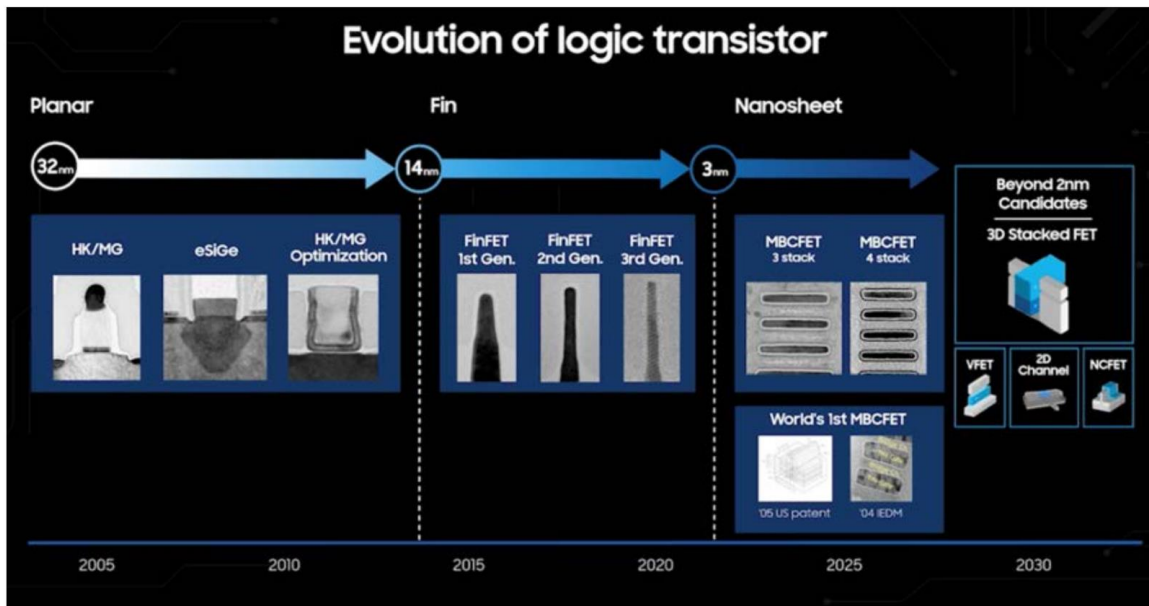 Evolution of logic transistor
Planar
Fin
Nanosheet
32nm
14nm
3nm
HK/MG
eSiGe
HK/MG
Optimization
FinFET
1st Gen.
FinFET
2nd Gen.
FinFET
3rd Gen.
MBCFET
3 stack
MBCFET
4 stack
World's 1st MBCFET
'05 US patent
'04 IEDM
Beyond 2nm
Candidates
3D Stacked FET
VFET
2D
Channel
NCFET
2005
2010
2015
2020
2025
2030